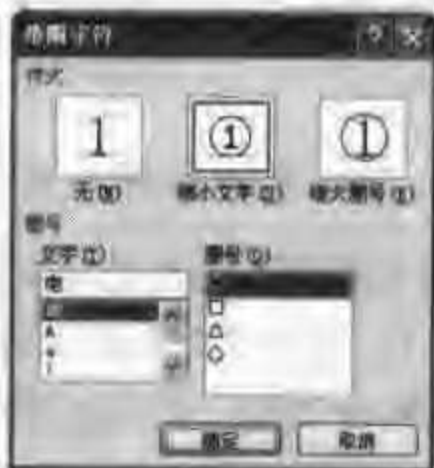 带圈字符
样式
1 ① ①
无(N) 缩小文字(S) 增大圈号(E)
圈号
文字(T) 圈号(O)
电
A
□
△
◇
确定 取消